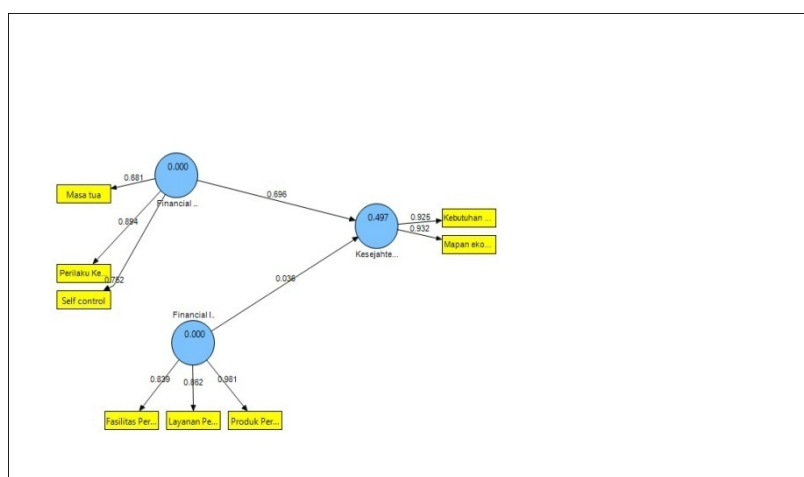 0.000
0.681
Masa tua
Financial ..
0.696
0.894
0.497
0.925
Kebutuhan ...
0.932
Mapan eko...
Kesejahte...
Perilaku Ke...
0.752
Self control
0.036
Financial I..
0.000
0.839
0.862
0.981
Fasilitas Per...
Layanan Pe...
Produk Per...